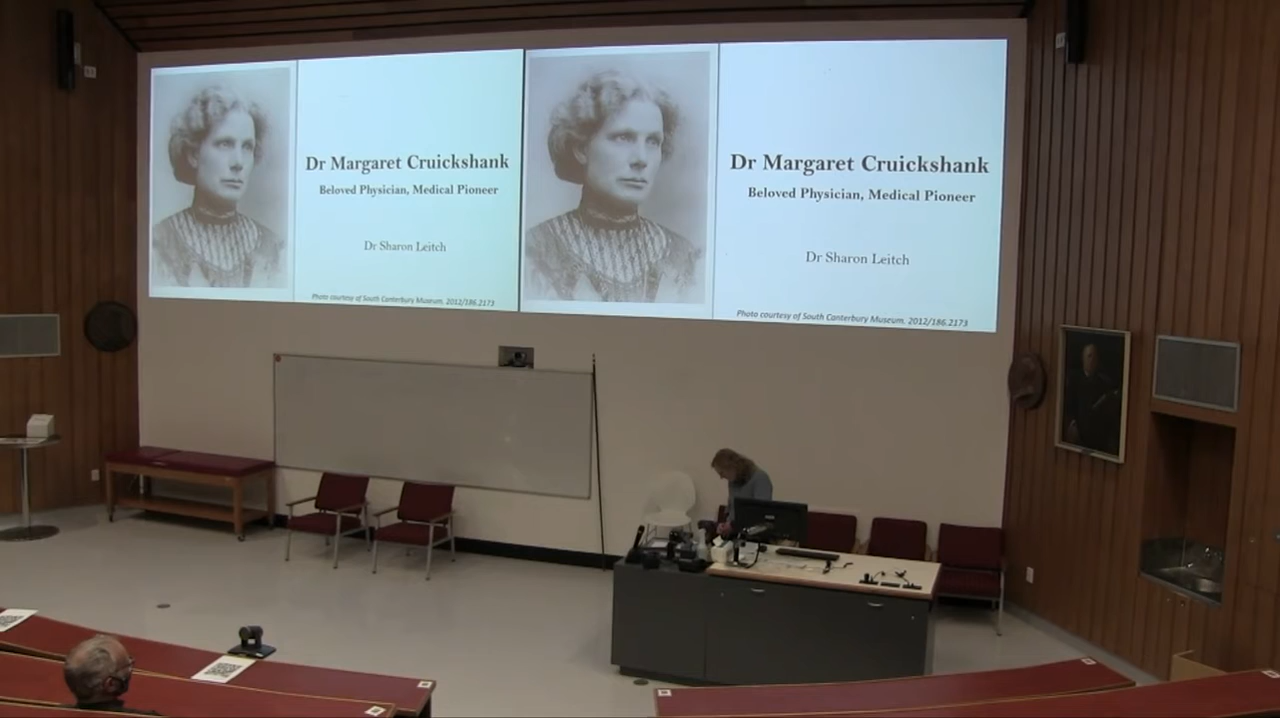 Dr Margaret Cruickshank
Beloved Physician, Medical Pioneer
Dr Sharon Leitch
Photo courtesy of South Canterbury Museum. 2012/186.2173
Dr Margaret Cruickshank
Beloved Physician, Medical Pioneer
Dr Sharon Leitch
Photo courtesy of South Canterbury Museum. 2012/186.2173